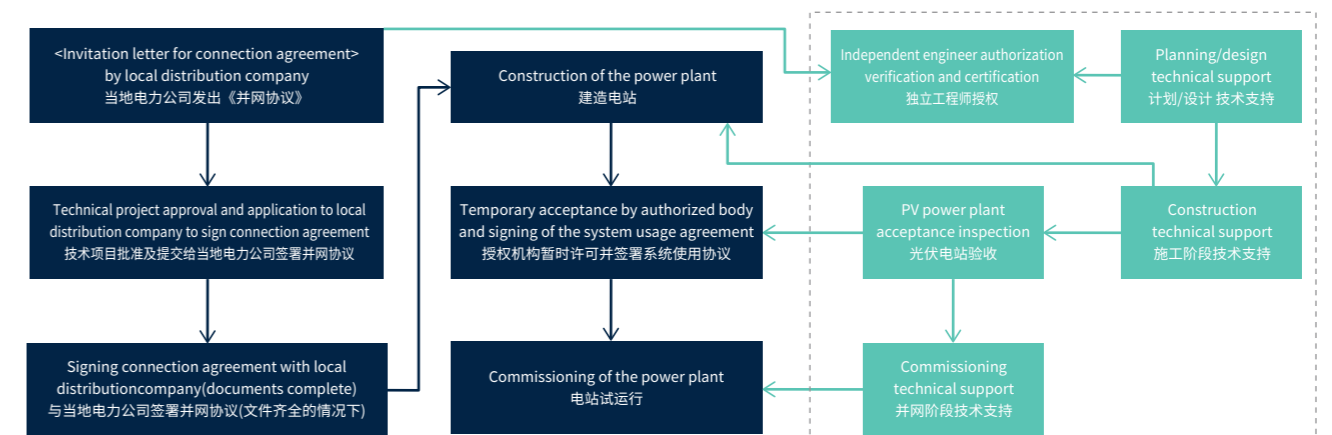 <Invitation letter for connection agreement>
by local distribution company
当地电力公司发出《并网协议》
Technical project approval and application to local
distribution company to sign connection agreement
技术项目批准及提交给当地电力公司签署并网协议
Signing connection agreement with local
distributioncompany(documents complete)
与当地电力公司签署并网协议(文件齐全的情况下)
Construction of the power plant
建造电站
Temporary acceptance by authorized body
and signing of the system usage agreement
授权机构暂时许可并签署系统使用协议
Commissioning of the power plant
电站试运行
Independent engineer authorization
verification and certification
独立工程师授权
Planning/design
technical support
计划/设计 技术支持
PV power plant
acceptance inspection
光伏电站验收
Construction
technical support
施工阶段技术支持
Commissioning
technical support
并网阶段技术支持